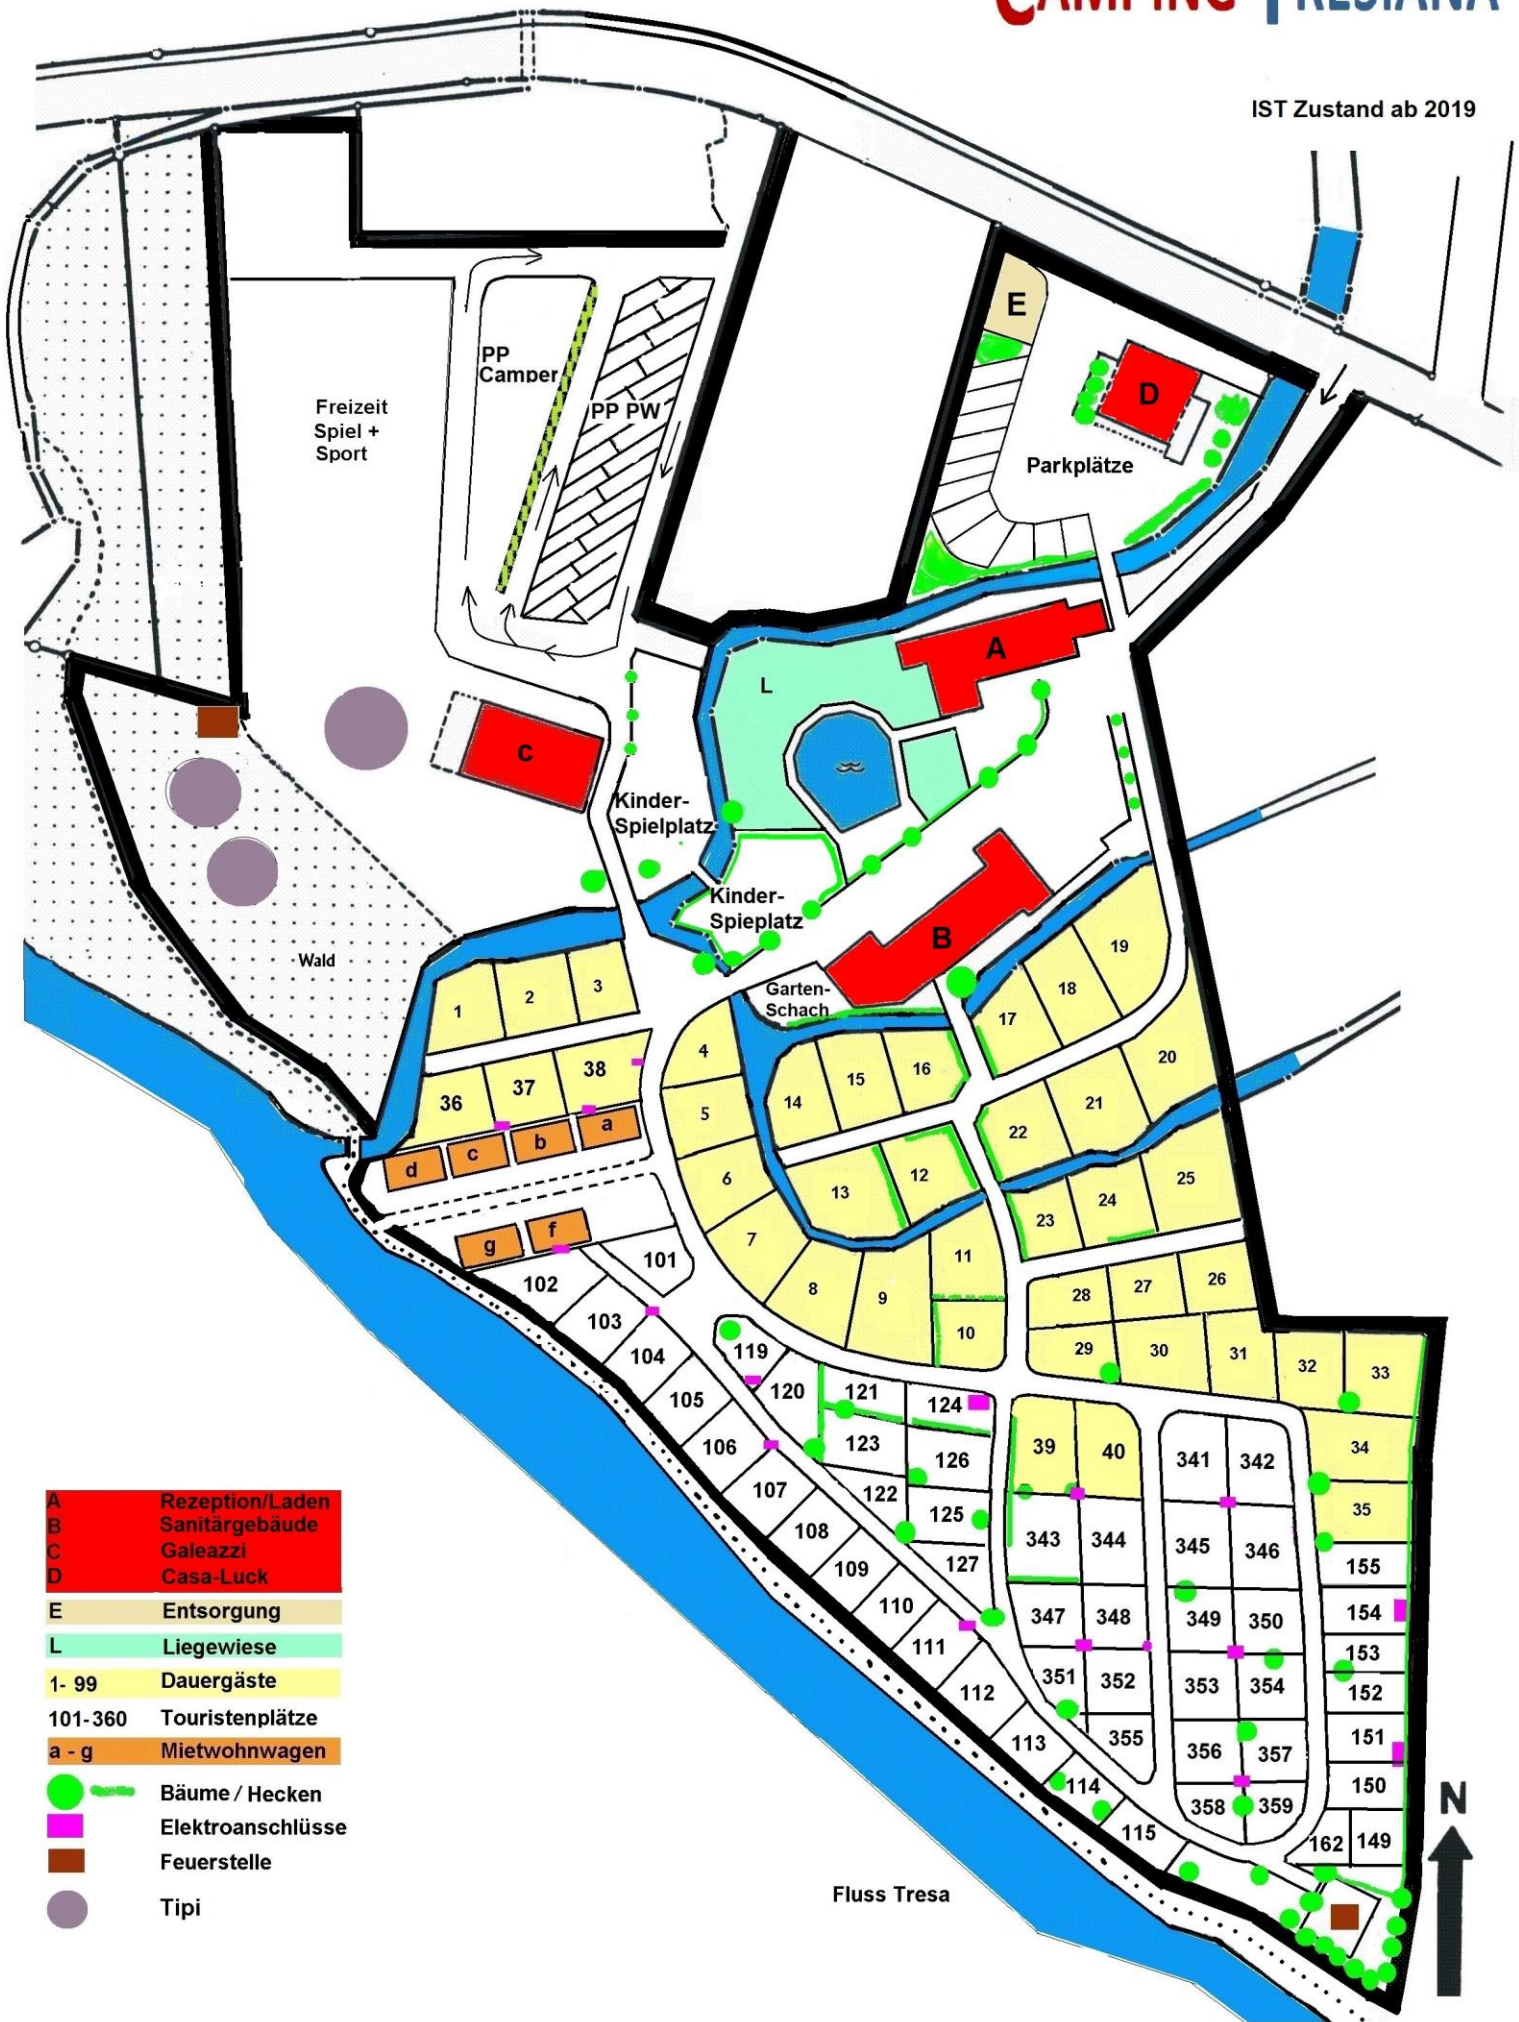 CAMPING TRESIANA
IST Zustand ab 2019
E
D
PP
Camper
PP PW
Freizeit
Spiel +
Sport
Parkplätze
A
L
c
Kinder-
Spielplatz
Kinder-
Spieplatz
B
Garten-
Schach
Wald
1
2
3
4
5
6
7
8
9
10
11
12
13
14
15
16
17
18
19
20
21
22
23
24
25
26
27
28
29
30
31
32
33
34
35
36
37
38
39
40
a
b
c
d
f
g
101
102
103
104
105
106
107
108
109
110
111
112
113
114
115
119
120
121
122
123
124
125
126
127
341
342
343
344
345
346
347
348
349
350
351
352
353
354
355
356
357
358
359
155
154
153
152
151
150
162
149
A Rezeption/Laden
B Sanitärgebäude
C Galeazzi
D Casa-Luck
E Entsorgung
L Liegewiese
1- 99 Dauergäste
101-360 Touristenplätze
a - g Mietwohnwagen
Bäume / Hecken
Elektroanschlüsse
Feuerstelle
Tipi
Fluss Tresa
N